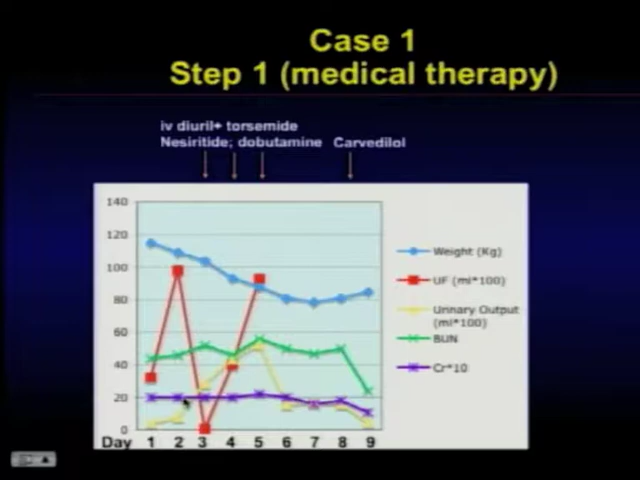 Case 1
Step 1 (medical therapy)
iv diuril+ torsemide
Nesiritide; dobutamine Carvedilol
140
120
100
80
60
40
20
0
Weight (Kg)
UF (ml*100)
Urinary Output
(ml*100)
BUN
Cr*10
Day 1 2 3 4 5 6 7 8 9